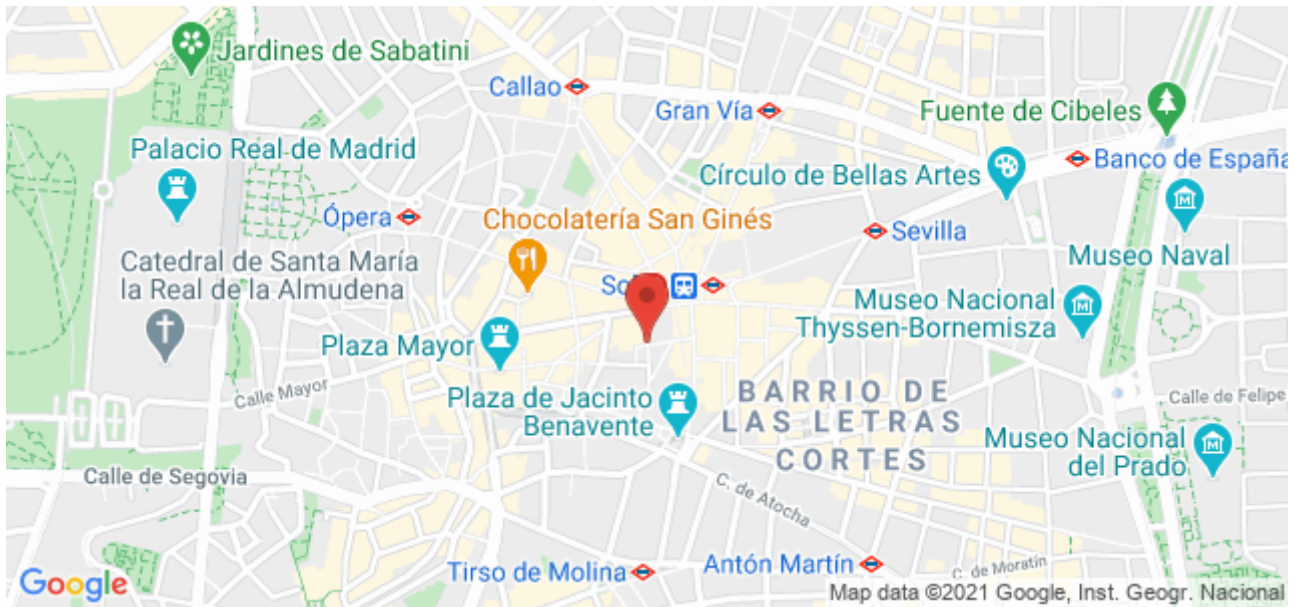 Jardines de Sabatini
Callao
Gran Vía
Fuente de Cibeles
Palacio Real de Madrid
Banco de España
Círculo de Bellas Artes
Ópera
Chocolatería San Ginés
Sevilla
Museo Naval
Catedral de Santa María
la Real de la Almudena
Museo Nacional
Thyssen-Bornemisza
Plaza Mayor
Calle Mayor
Plaza de Jacinto
Benavente
BARRIO DE
LAS LETRAS
CORTES
Calle de Felipe
Museo Nacional
del Prado
Calle de Segovia
C. de Atocha
Tirso de Molina
Antón Martín
C. de Moratín
Google
Map data ©2021 Google, Inst. Geogr. Nacional